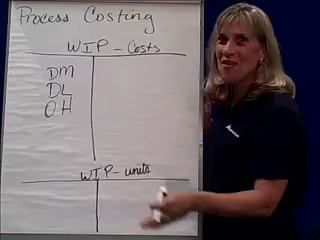 Process Costing
WIP - Costs
DM
DL
OH
WIP - units